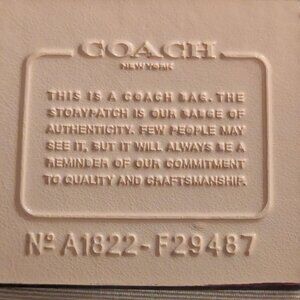 COACH
NEW YORK
THIS IS A COACH BAG. THE
STORYPATCH IS OUR BADGE OF
AUTHENTICITY. FEW PEOPLE MAY
SEE IT, BUT IT WILL ALWAYS BE A
REMINDER OF OUR COMMITMENT
TO QUALITY AND CRAFTSMANSHIP.
Nº A1822-F29487